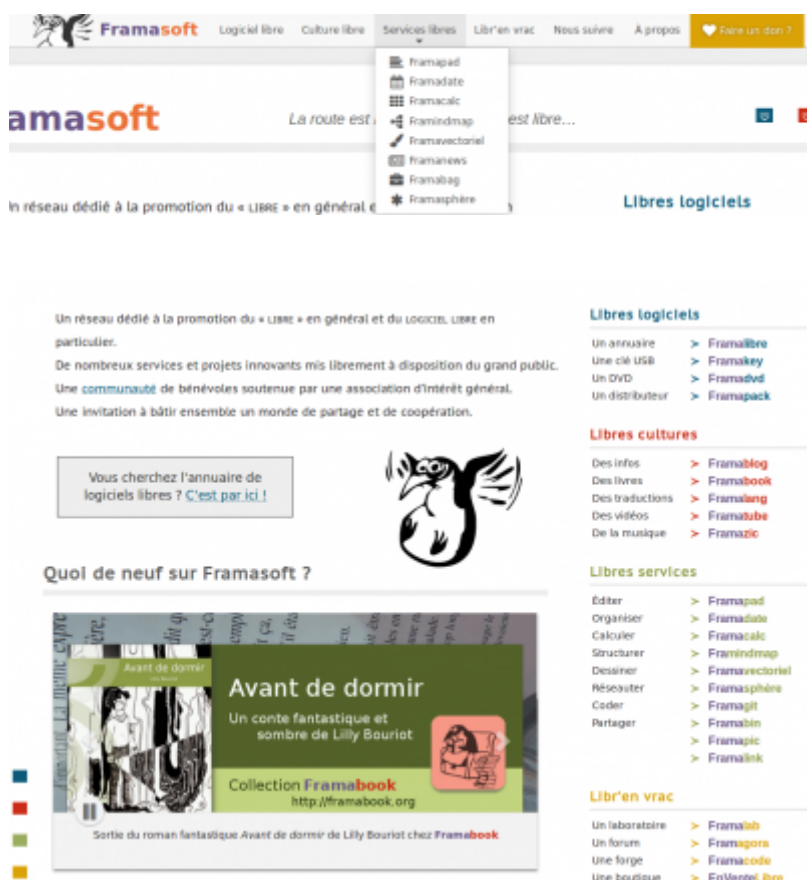 Framasoft Logiciel libre Culture libre Services libres Libr'en vrac Nous suivre À propos Faire un don ?
Framapad
Framadate
Framacalc
Framindmap
Framavectoriel
Framanews
Framabag
Framasphère
amasoft
La route est
est libre…
n réseau dédié à la promotion du « LIBRE » en général e
n
Libres logiciels
Un réseau dédié à la promotion du « LIBRE » en général et du LOGICIEL LIBRE en
particulier.
De nombreux services et projets innovants mis librement à disposition du grand public.
Une communauté de bénévoles soutenue par une association d'intérêt général.
Une invitation à bâtir ensemble un monde de partage et de coopération.
Vous cherchez l'annuaire de
logiciels libres ? C'est par ici !
Quoi de neuf sur Framasoft ?
Avant de dormir
Avant de dormir
Un conte fantastique et
sombre de Lilly Bouriot
Collection Framabook
http://framabook.org
Sortie du roman fantastique Avant de dormir de Lilly Bouriot chez Framabook
Libres logiciels
Un annuaire > Framalibre
Une clé USB > Framakey
Un DVD > Framadvd
Un distributeur > Framapack
Libres cultures
Des infos > Framablog
Des livres > Framabook
Des traductions > Framalang
Des vidéos > Framatube
De la musique > Framazic
Libres services
Éditer > Framapad
Organiser > Framadate
Calculer > Framacalc
Structurer > Framindmap
Dessiner > Framavectoriel
Réseauter > Framasphère
Coder > Framagit
Partager > Framabin
> Framapic
> Framalink
Libr'en vrac
Un laboratoire > Framalab
Un forum > Framagora
Une forge > Framacode
Une boutique > EnVenteLibre